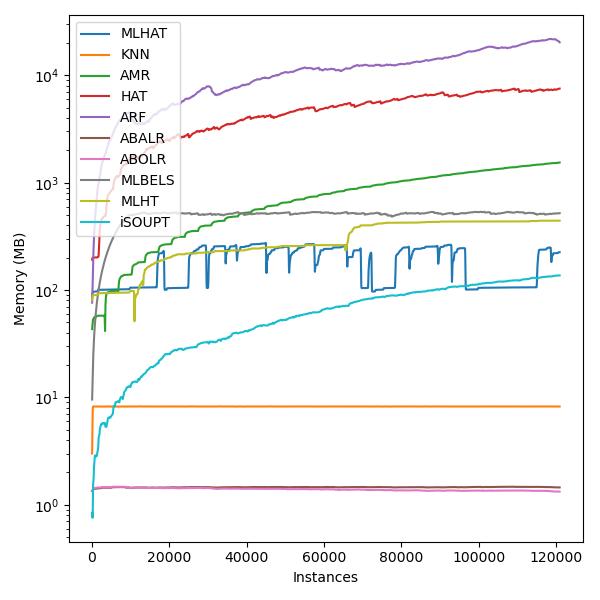 MLHAT
KNN
AMR
HAT
ARF
ABALR
ABOLR
MLBELS
MLHT
iSOUPT
Memory (MB)
10^4
10^3
10^2
10^1
10^0
0 20000 40000 60000 80000 100000 120000
Instances